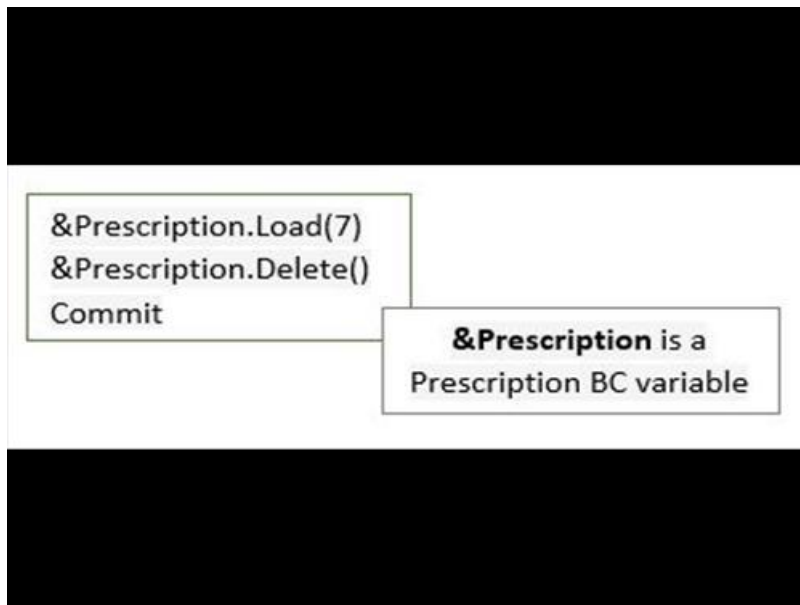 &Prescription.Load(7)
&Prescription.Delete()
Commit
&Prescription is a
Prescription BC variable